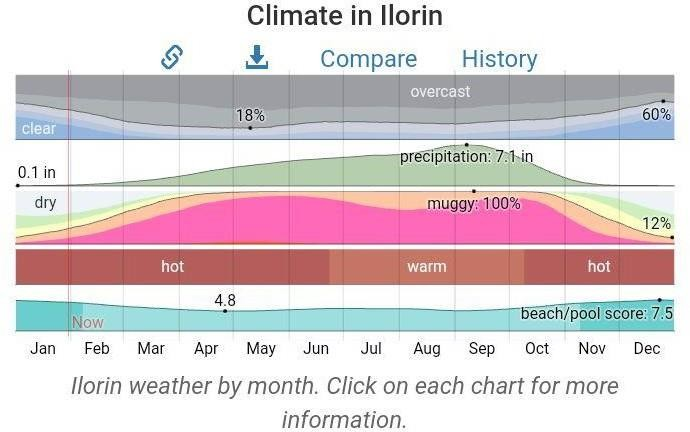 Climate in Ilorin
Compare History
overcast
18%
60%
clear
precipitation: 7.1 in
0.1 in
dry
muggy: 100%
12%
hot warm hot
4.8
beach/pool score: 7.5
Now
Jan Feb Mar Apr May Jun Jul Aug Sep Oct Nov Dec
Ilorin weather by month. Click on each chart for more
information.